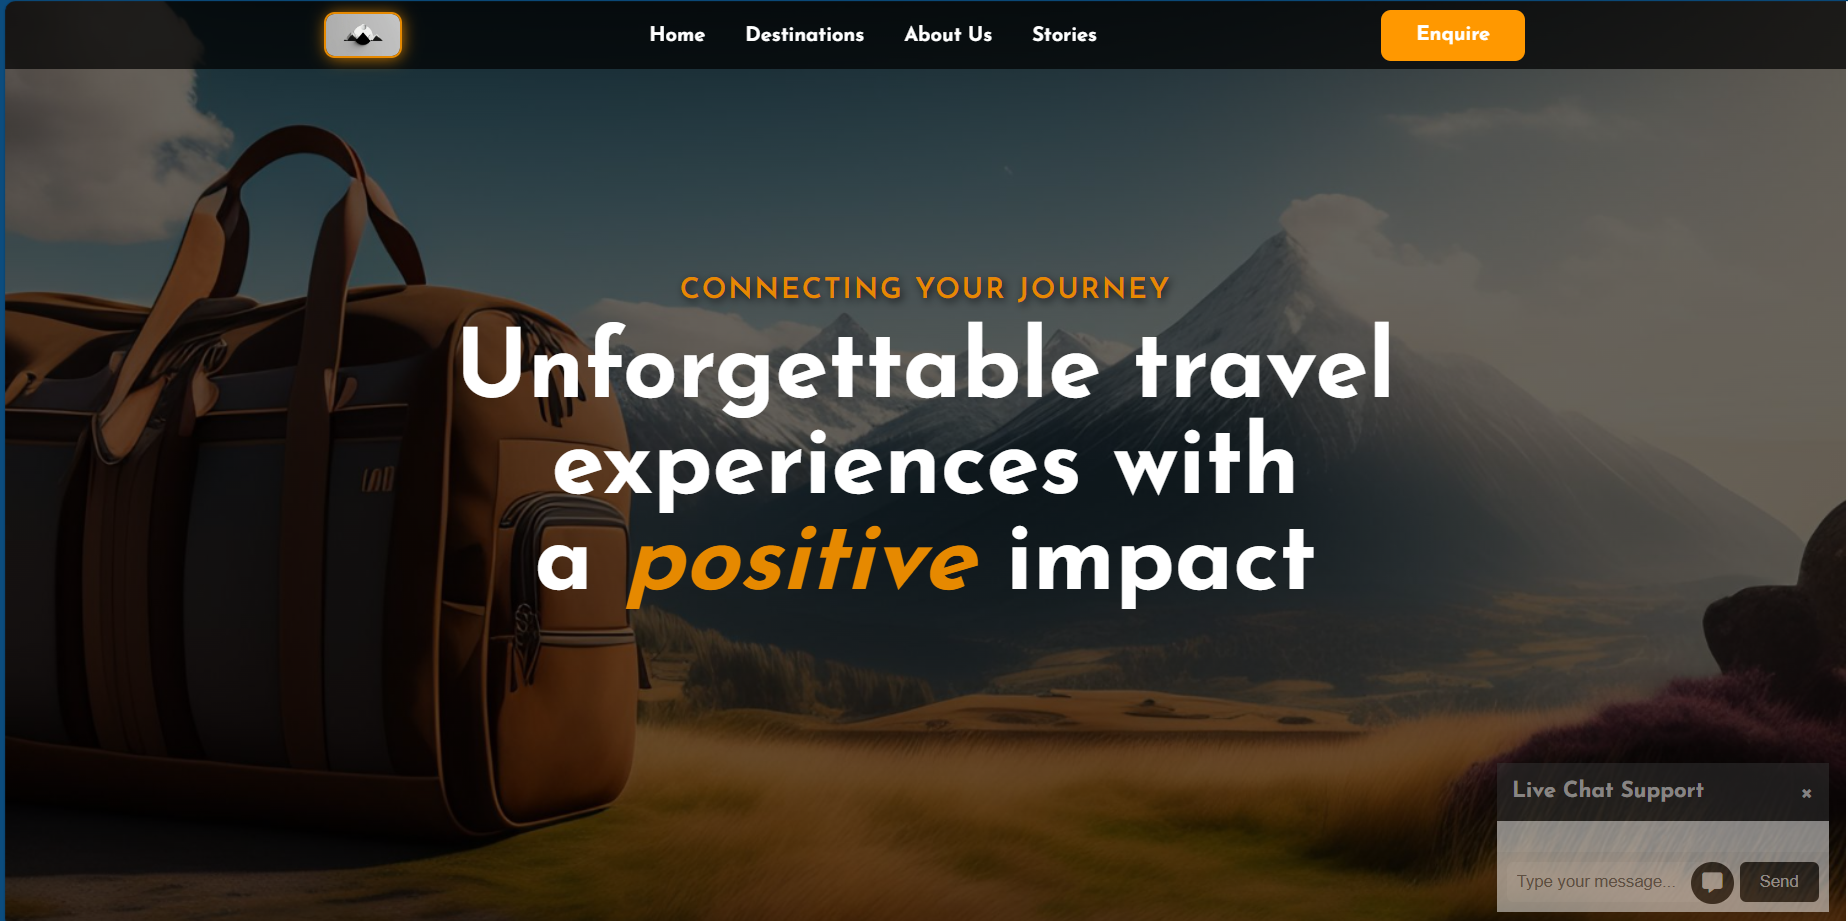 Home Destinations About Us Stories Enquire
CONNECTING YOUR JOURNEY
Unforgettable travel
experiences with
a positive impact
Live Chat Support ×
Type your message... Send